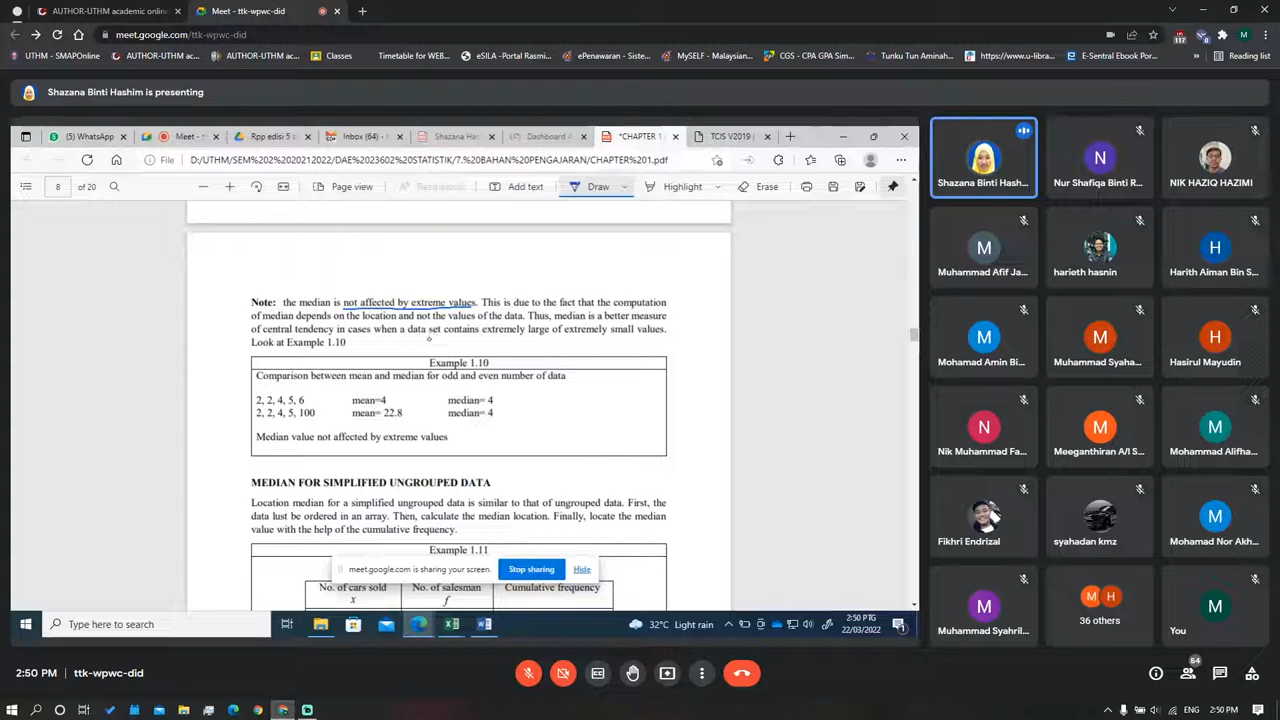 AUTHOR-UTHM academic onlin
Meet - ttk-wpwc-did
meet.google.com/ttk-wpwc-did
UTHM - SMAPOnline
AUTHOR-UTHM ac...
AUTHOR-UTHM ac...
Classes
Timetable for WEB...
eSILA -Portal Rasmi...
ePenawaran - Siste...
MySELF - Malaysian...
CGS - CPA GPA Sim...
Tunku Tun Aminah...
https://www.u-libra...
E-Sentral Ebook Por...
Reading list
Shazana Binti Hashim is presenting
(5) WhatsApp
Meet -
Rpp edisi 5 s
Inbox (64) -
Shazana Has
Dashboard A
*CHAPTER 1
TCIS V2019
File
D:/UTHM/SEM%202%2020212022/DAE%2023602%20STATISTIK/7.%20BAHAN%20PENGAJARAN/CHAPTER%201.pdf
8 of 20
Page view
Add text
Draw
Highlight
Erase
Note: the median is not affected by extreme values. This is due to the fact that the computation
of median depends on the location and not the values of the data. Thus, median is a better measure
of central tendency in cases when a data set contains extremely large of extremely small values.
Look at Example 1.10
Example 1.10
Comparison between mean and median for odd and even number of data
2, 2, 4, 5, 6 mean=4 median= 4
2, 2, 4, 5, 100 mean= 22.8 median= 4
Median value not affected by extreme values
MEDIAN FOR SIMPLIFIED UNGROUPED DATA
Location median for a simplified ungrouped data is similar to that of ungrouped data. First, the
data lust be ordered in an array. Then, calculate the median location. Finally, locate the median
value with the help of the cumulative frequency.
Example 1.11
meet.google.com is sharing your screen.
Stop sharing
Hide
No. of cars sold
x
No. of salesman
f
Cumulative frequency
Type here to search
32°C Light rain
2:50 PTG
22/03/2022
Shazana Binti Hash...
N
Nur Shafiqa Binti R...
NIK HAZIQ HAZIMI
M
Muhammad Afif Ja...
harieth hasnin
H
Harith Aiman Bin S...
M
Mohamad Amin Bi...
M
Muhammad Syaha...
H
Hasirul Mayudin
N
Nik Muhammad Fa...
M
Meeganthiran A/l S...
M
Mohammad Alifha...
Fikhri Endrizal
syahadan kmz
M
Mohamad Nor Akh...
M
Muhammad Syahril...
M H
36 others
M
You
2:50 PM
ttk-wpwc-did
64
2:50 PM